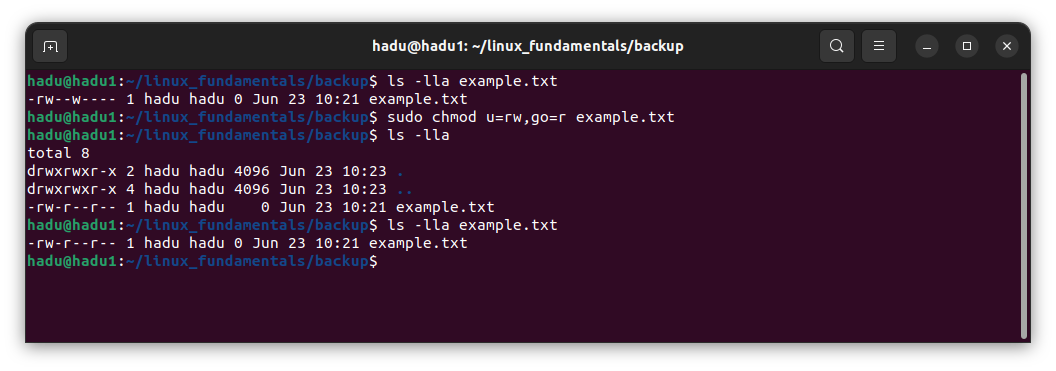 hadu@hadu1: ~/linux_fundamentals/backup
hadu@hadu1:~/linux_fundamentals/backup$ ls -lla example.txt
-rw--w---- 1 hadu hadu 0 Jun 23 10:21 example.txt
hadu@hadu1:~/linux_fundamentals/backup$ sudo chmod u=rw,go=r example.txt
hadu@hadu1:~/linux_fundamentals/backup$ ls -lla
total 8
drwxrwxr-x 2 hadu hadu 4096 Jun 23 10:23 .
drwxrwxr-x 4 hadu hadu 4096 Jun 23 10:23 ..
-rw-r--r-- 1 hadu hadu    0 Jun 23 10:21 example.txt
hadu@hadu1:~/linux_fundamentals/backup$ ls -lla example.txt
-rw-r--r-- 1 hadu hadu 0 Jun 23 10:21 example.txt
hadu@hadu1:~/linux_fundamentals/backup$